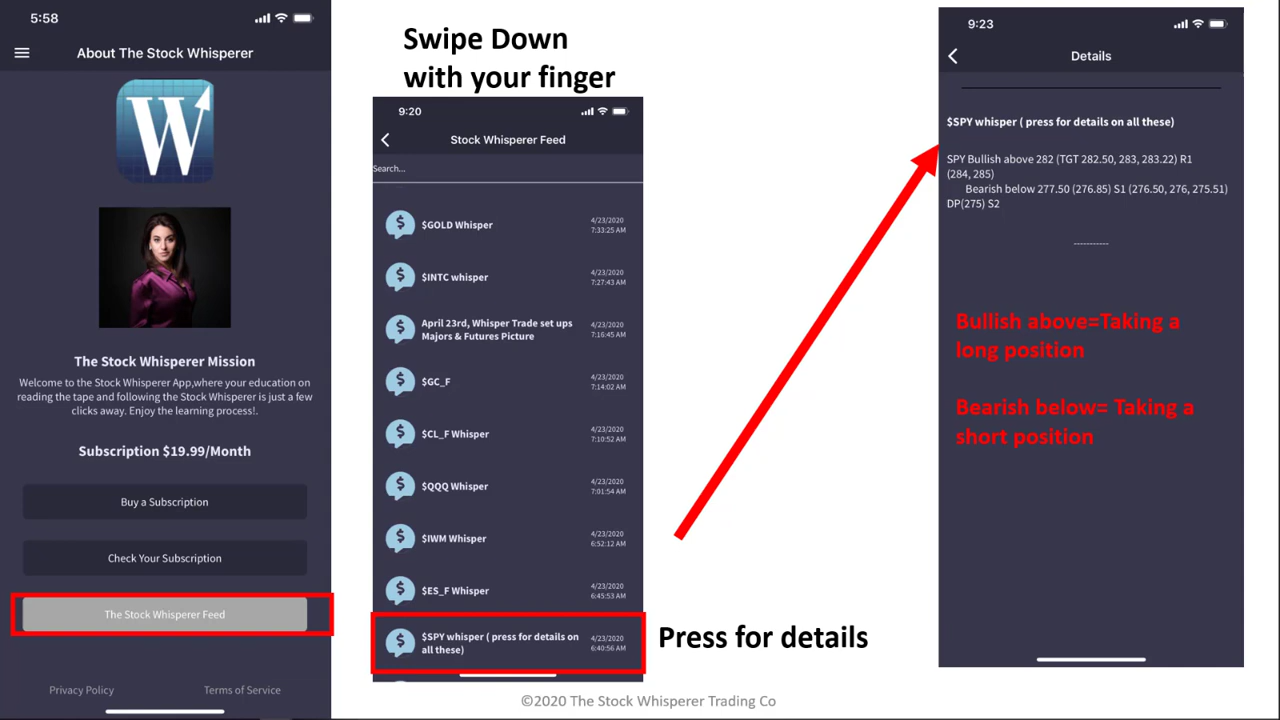 5:58
About The Stock Whisperer
W
The Stock Whisperer Mission
Welcome to the Stock Whisperer App,where your education on
reading the tape and following the Stock Whisperer is just a few
clicks away. Enjoy the learning process!.
Subscription $19.99/Month
Buy a Subscription
Check Your Subscription
The Stock Whisperer Feed
Privacy Policy
Terms of Service
Swipe Down
with your finger
9:20
Stock Whisperer Feed
Search...
$GOLD Whisper
4/23/2020
7:33:25 AM
$INTC whisper
4/23/2020
7:27:43 AM
April 23rd, Whisper Trade set ups
Majors & Futures Picture
4/23/2020
7:16:45 AM
$GC_F
4/23/2020
7:14:02 AM
$CL_F Whisper
4/23/2020
7:10:52 AM
$QQQ Whisper
4/23/2020
7:01:54 AM
$IWM Whisper
4/23/2020
6:52:12 AM
$ES_F Whisper
4/23/2020
6:45:53 AM
$SPY whisper ( press for details on
all these)
4/23/2020
6:40:56 AM
Press for details
9:23
Details
$SPY whisper ( press for details on all these)
SPY Bullish above 282 (TGT 282.50, 283, 283.22) R1
(284, 285)
Bearish below 277.50 (276.85) S1 (276.50, 276, 275.51)
DP(275) S2
-----------
Bullish above=Taking a
long position
Bearish below= Taking a
short position
©2020 The Stock Whisperer Trading Co